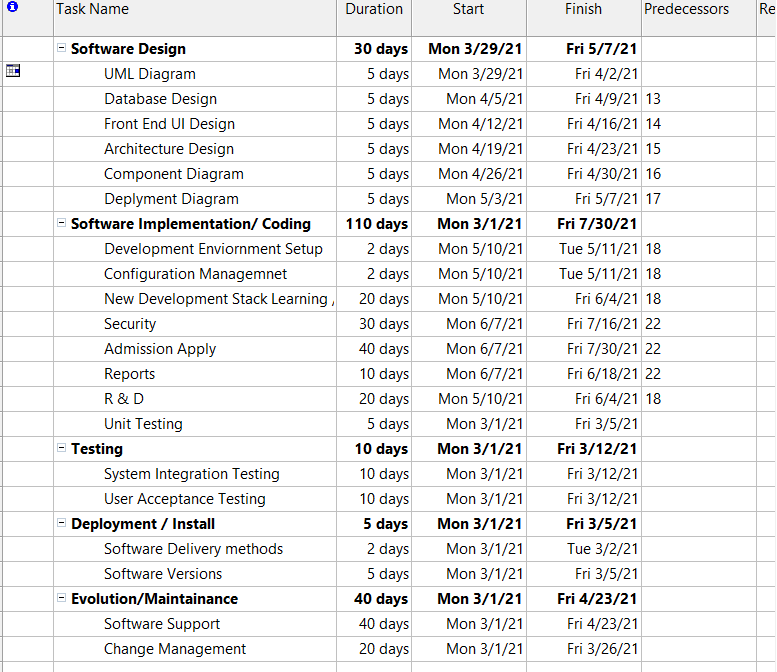 Task Name Duration Start Finish Predecessors Re
Software Design 30 days Mon 3/29/21 Fri 5/7/21
UML Diagram 5 days Mon 3/29/21 Fri 4/2/21
Database Design 5 days Mon 4/5/21 Fri 4/9/21 13
Front End UI Design 5 days Mon 4/12/21 Fri 4/16/21 14
Architecture Design 5 days Mon 4/19/21 Fri 4/23/21 15
Component Diagram 5 days Mon 4/26/21 Fri 4/30/21 16
Deplyment Diagram 5 days Mon 5/3/21 Fri 5/7/21 17
Software Implementation/ Coding 110 days Mon 3/1/21 Fri 7/30/21
Development Enviornment Setup 2 days Mon 5/10/21 Tue 5/11/21 18
Configuration Managemnet 2 days Mon 5/10/21 Tue 5/11/21 18
New Development Stack Learning 20 days Mon 5/10/21 Fri 6/4/21 18
Security 30 days Mon 6/7/21 Fri 7/16/21 22
Admission Apply 40 days Mon 6/7/21 Fri 7/30/21 22
Reports 10 days Mon 6/7/21 Fri 6/18/21 22
R & D 20 days Mon 5/10/21 Fri 6/4/21 18
Unit Testing 5 days Mon 3/1/21 Fri 3/5/21
Testing 10 days Mon 3/1/21 Fri 3/12/21
System Integration Testing 10 days Mon 3/1/21 Fri 3/12/21
User Acceptance Testing 10 days Mon 3/1/21 Fri 3/12/21
Deployment / Install 5 days Mon 3/1/21 Fri 3/5/21
Software Delivery methods 2 days Mon 3/1/21 Tue 3/2/21
Software Versions 5 days Mon 3/1/21 Fri 3/5/21
Evolution/Maintainance 40 days Mon 3/1/21 Fri 4/23/21
Software Support 40 days Mon 3/1/21 Fri 4/23/21
Change Management 20 days Mon 3/1/21 Fri 3/26/21